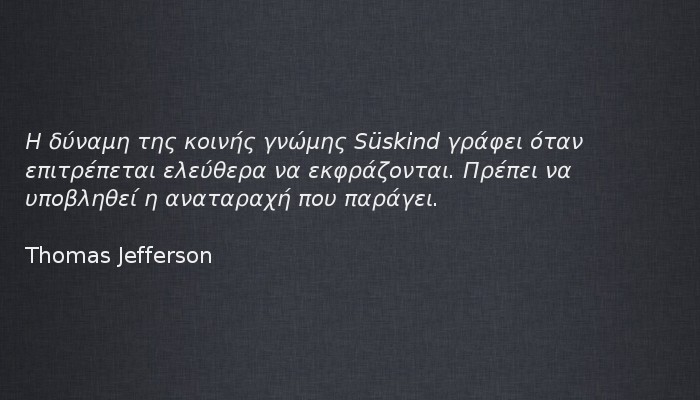 Η δύναμη της κοινής γνώμης Süskind γράφει όταν
επιτρέπεται ελεύθερα να εκφράζονται. Πρέπει να
υποβληθεί η αναταραχή που παράγει.
Thomas Jefferson